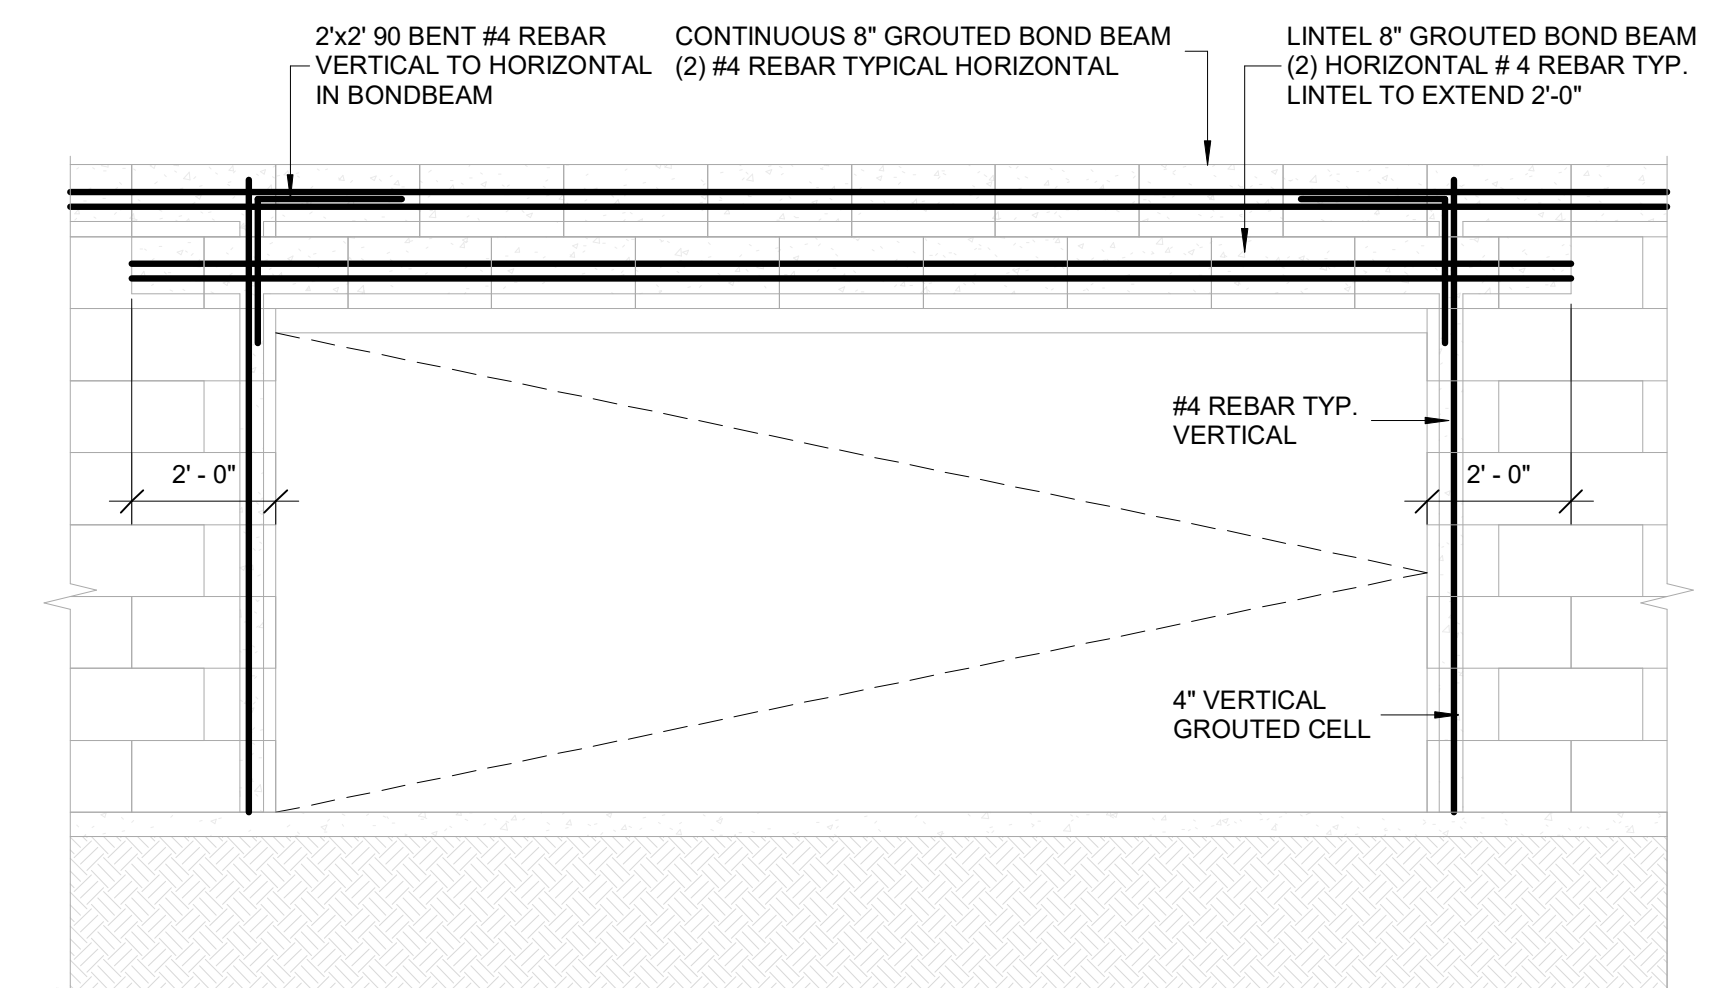 2'x2' 90 BENT #4 REBAR
VERTICAL TO HORIZONTAL
IN BONDBEAM
CONTINUOUS 8" GROUTED BOND BEAM
(2) #4 REBAR TYPICAL HORIZONTAL
LINTEL 8" GROUTED BOND BEAM
(2) HORIZONTAL # 4 REBAR TYP.
LINTEL TO EXTEND 2'-0"
#4 REBAR TYP.
VERTICAL
2' - 0"
2' - 0"
4" VERTICAL
GROUTED CELL